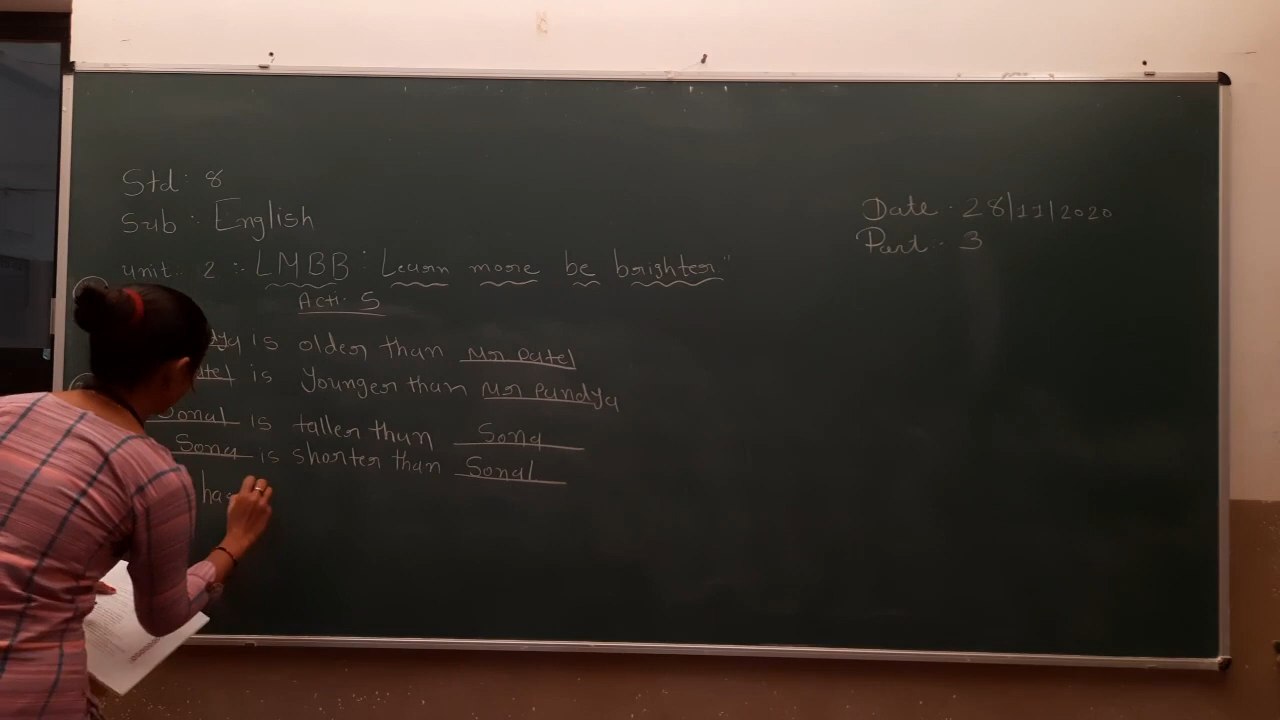 Std : 8
Sub : English
Unit : 2 : LMBB : Learn more be brighter"
Acti. 5
Date . 28/11/2020
Part . 3
is older than Mr Patel
is Younger than Mr Pandya
Sonal is taller than Sona
Sona is shorter than Sonal